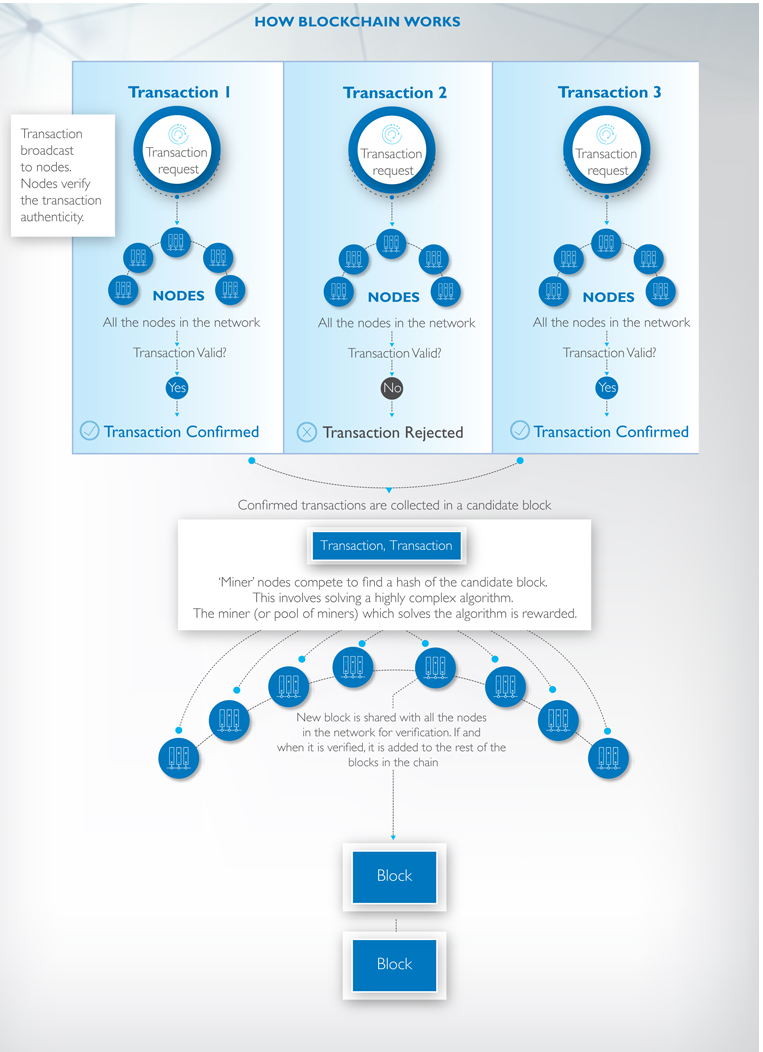 HOW BLOCKCHAIN WORKS
Transaction 1
Transaction 2
Transaction 3
Transaction
broadcast
to nodes.
Nodes verify
the transaction
authenticity.
Transaction
request
Transaction
request
Transaction
request
NODES
NODES
NODES
All the nodes in the network
All the nodes in the network
All the nodes in the network
Transaction Valid?
Transaction Valid?
Transaction Valid?
Yes
No
Yes
Transaction Confirmed
Transaction Rejected
Transaction Confirmed
Confirmed transactions are collected in a candidate block
Transaction, Transaction
‘Miner’ nodes compete to find a hash of the candidate block.
This involves solving a highly complex algorithm.
The miner (or pool of miners) which solves the algorithm is rewarded.
New block is shared with all the nodes
in the network for verification. If and
when it is verified, it is added to the rest of the
blocks in the chain
Block
Block